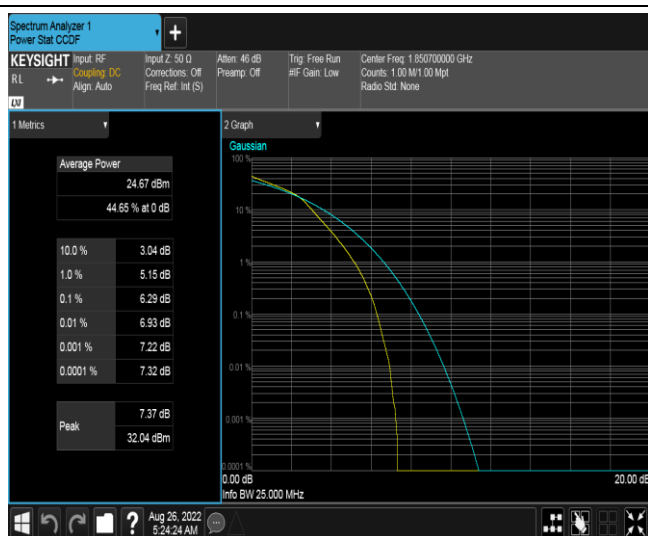 Spectrum Analyzer 1
Power Stat CCDF
+
KEYSIGHT
RL
LXI
Input: RF
Coupling: DC
Align: Auto
Input Z: 50 Ω
Corrections: Off
Freq Ref: Int (S)
Atten: 46 dB
Preamp: Off
Trig: Free Run
#IF Gain: Low
Center Freq: 1.850700000 GHz
Counts: 1.00 M/1.00 Mpt
Radio Std: None
1 Metrics
Average Power
24.67 dBm
44.65 % at 0 dB
10.0 % 3.04 dB
1.0 % 5.15 dB
0.1 % 6.29 dB
0.01 % 6.93 dB
0.001 % 7.22 dB
0.0001 % 7.32 dB
Peak
7.37 dB
32.04 dBm
2 Graph
Gaussian
100 %
10 %
1 %
0.1 %
0.01 %
0.001 %
0.0001 %
0.00 dB 20.00 dB
Info BW 25.000 MHz
?
Aug 26, 2022
5:24:24 AM